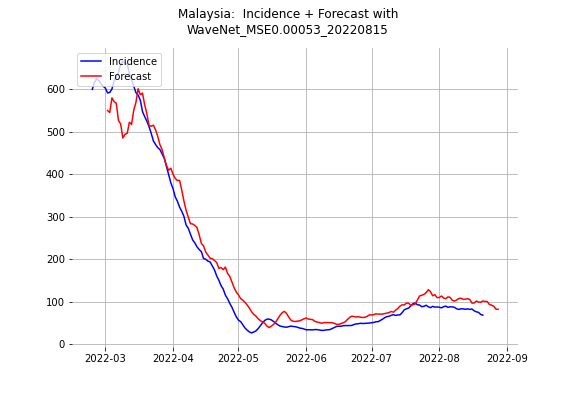 Malaysia:  Incidence + Forecast with
WaveNet_MSE0.00053_20220815
Incidence
Forecast
600
500
400
300
200
100
0
2022-03 2022-04 2022-05 2022-06 2022-07 2022-08 2022-09